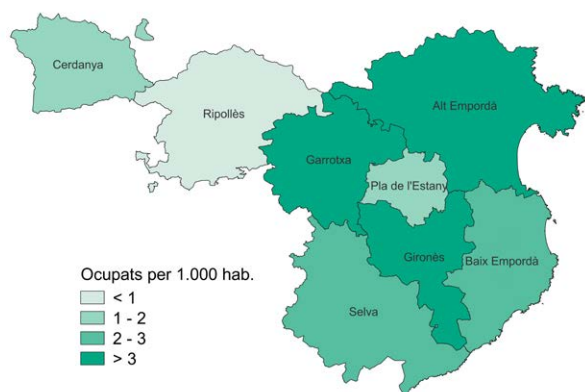 Cerdanya
Ripollès
Alt Empordà
Garrotxa
Pla de l'Estany
Gironès
Baix Empordà
Selva
Ocupats per 1.000 hab.
< 1
1 - 2
2 - 3
> 3